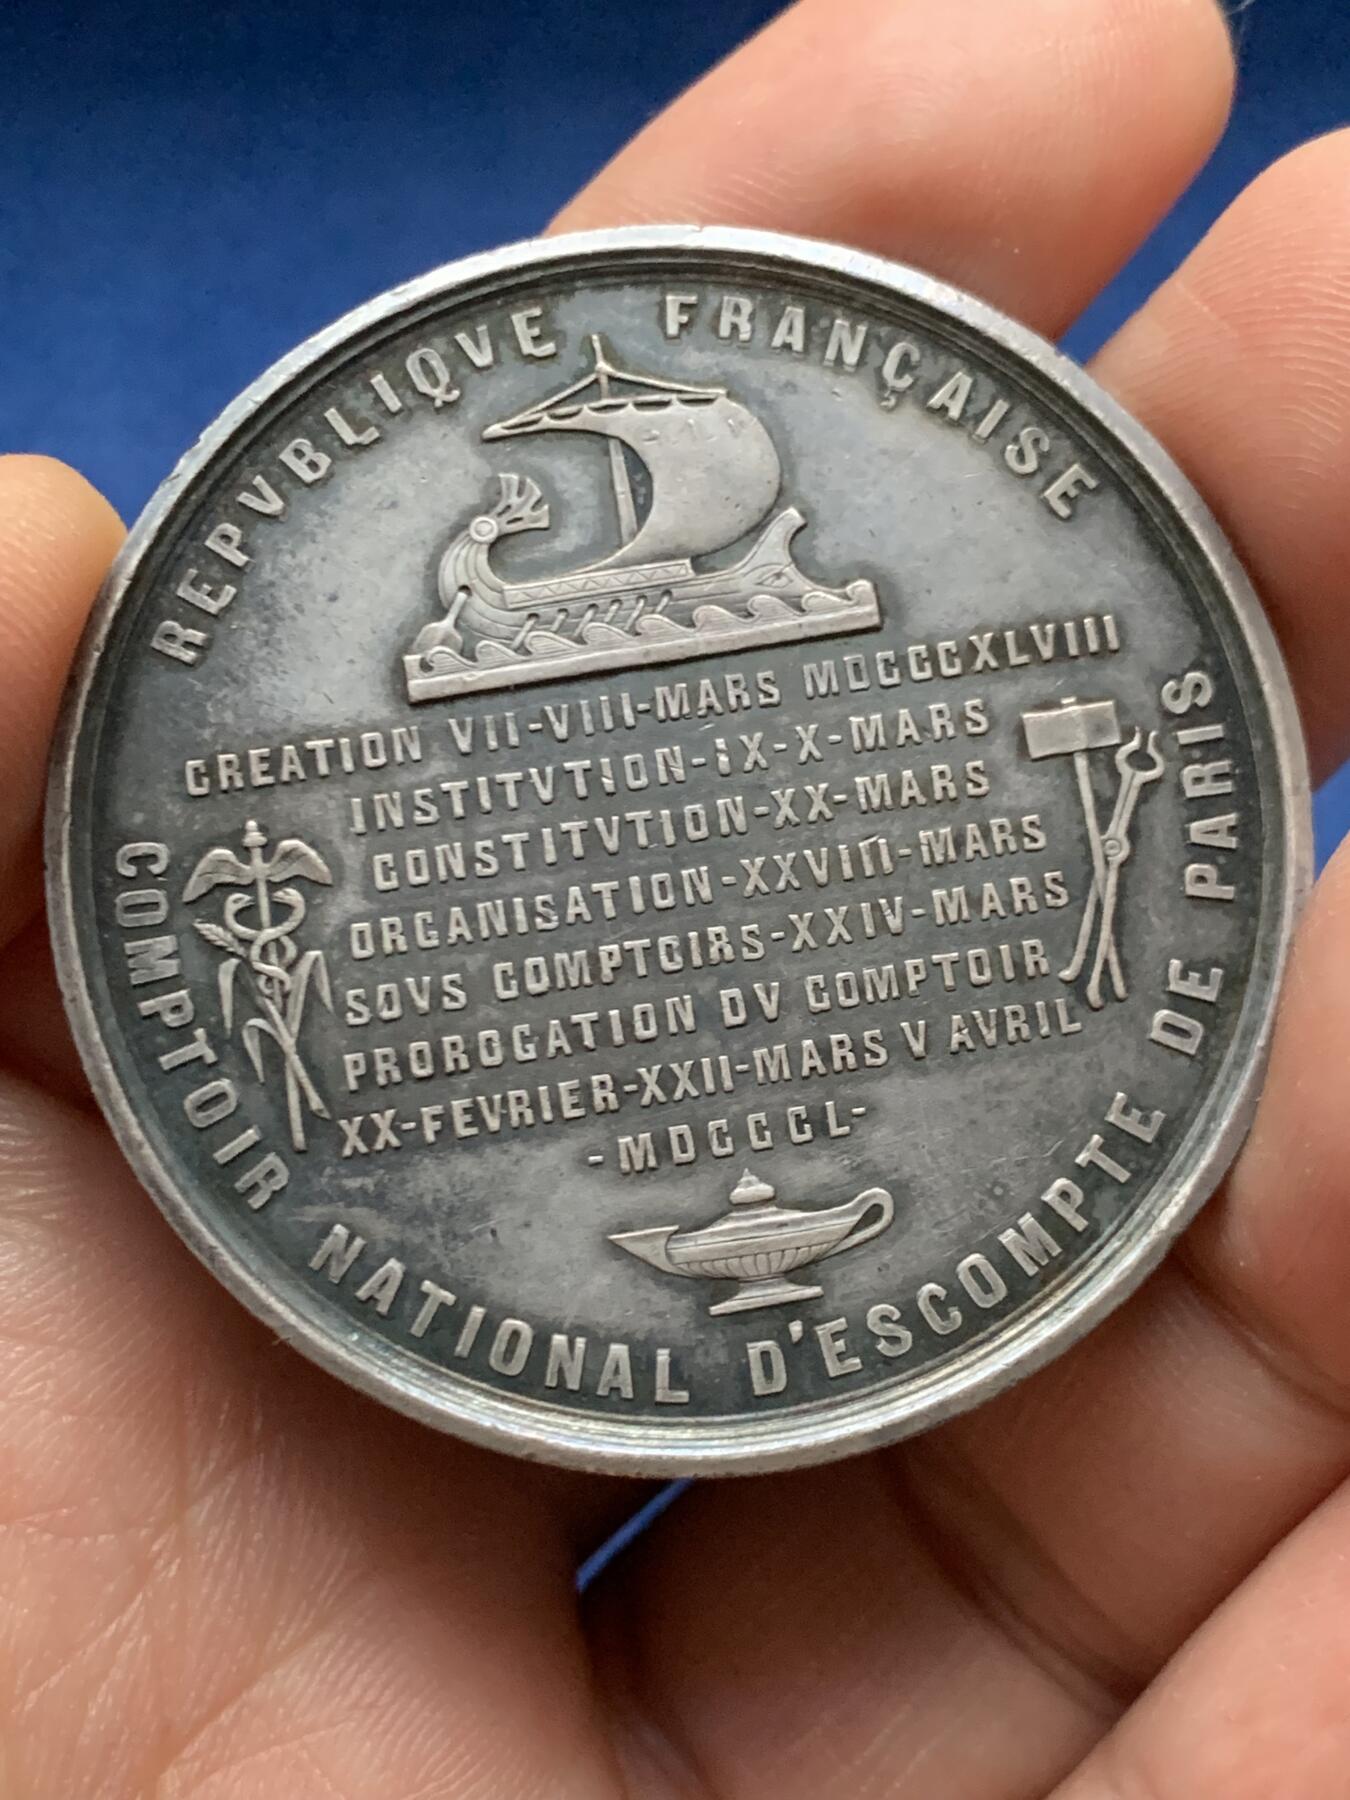 REPVBLIQVE FRANÇAISE
CREATION VII-VIII-MARS MDCCCXLVIII
INSTITVTION-IX-X-MARS
CONSTITVTION-XX-MARS
ORGANISATION-XXVIII-MARS
SOVS COMPTOIRS-XXIV-MARS
PROROGATION DV COMPTOIR
XX-FEVRIER-XXII-MARS V AVRIL
-MDCCCL-
COMPTOIR NATIONAL D'ESCOMPTE DE PARIS